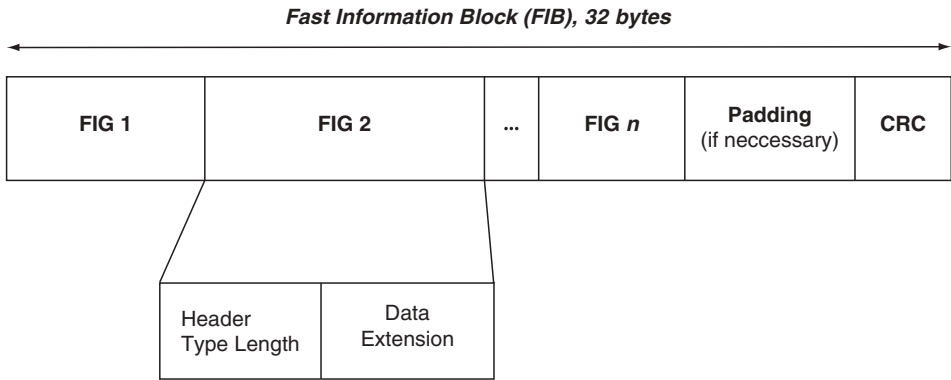 Fast Information Block (FIB), 32 bytes
FIG 1
FIG 2
...
FIG n
Padding
(if neccessary)
CRC
Header
Type Length
Data
Extension